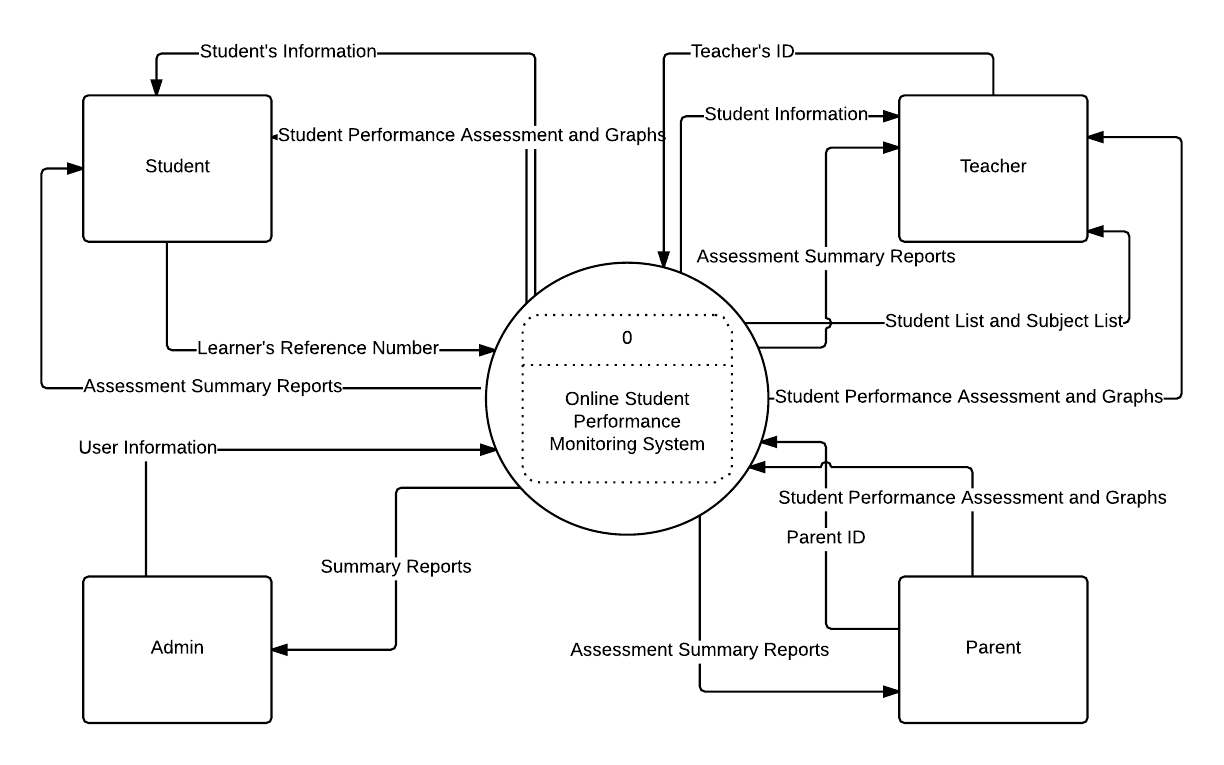 Student's Information
Teacher's ID
Student Information
Student Performance Assessment and Graphs
Student
Teacher
Assessment Summary Reports
Student List and Subject List
0
Learner's Reference Number
Assessment Summary Reports
Online Student
Performance
Monitoring System
Student Performance Assessment and Graphs
User Information
Student Performance Assessment and Graphs
Parent ID
Summary Reports
Admin
Assessment Summary Reports
Parent